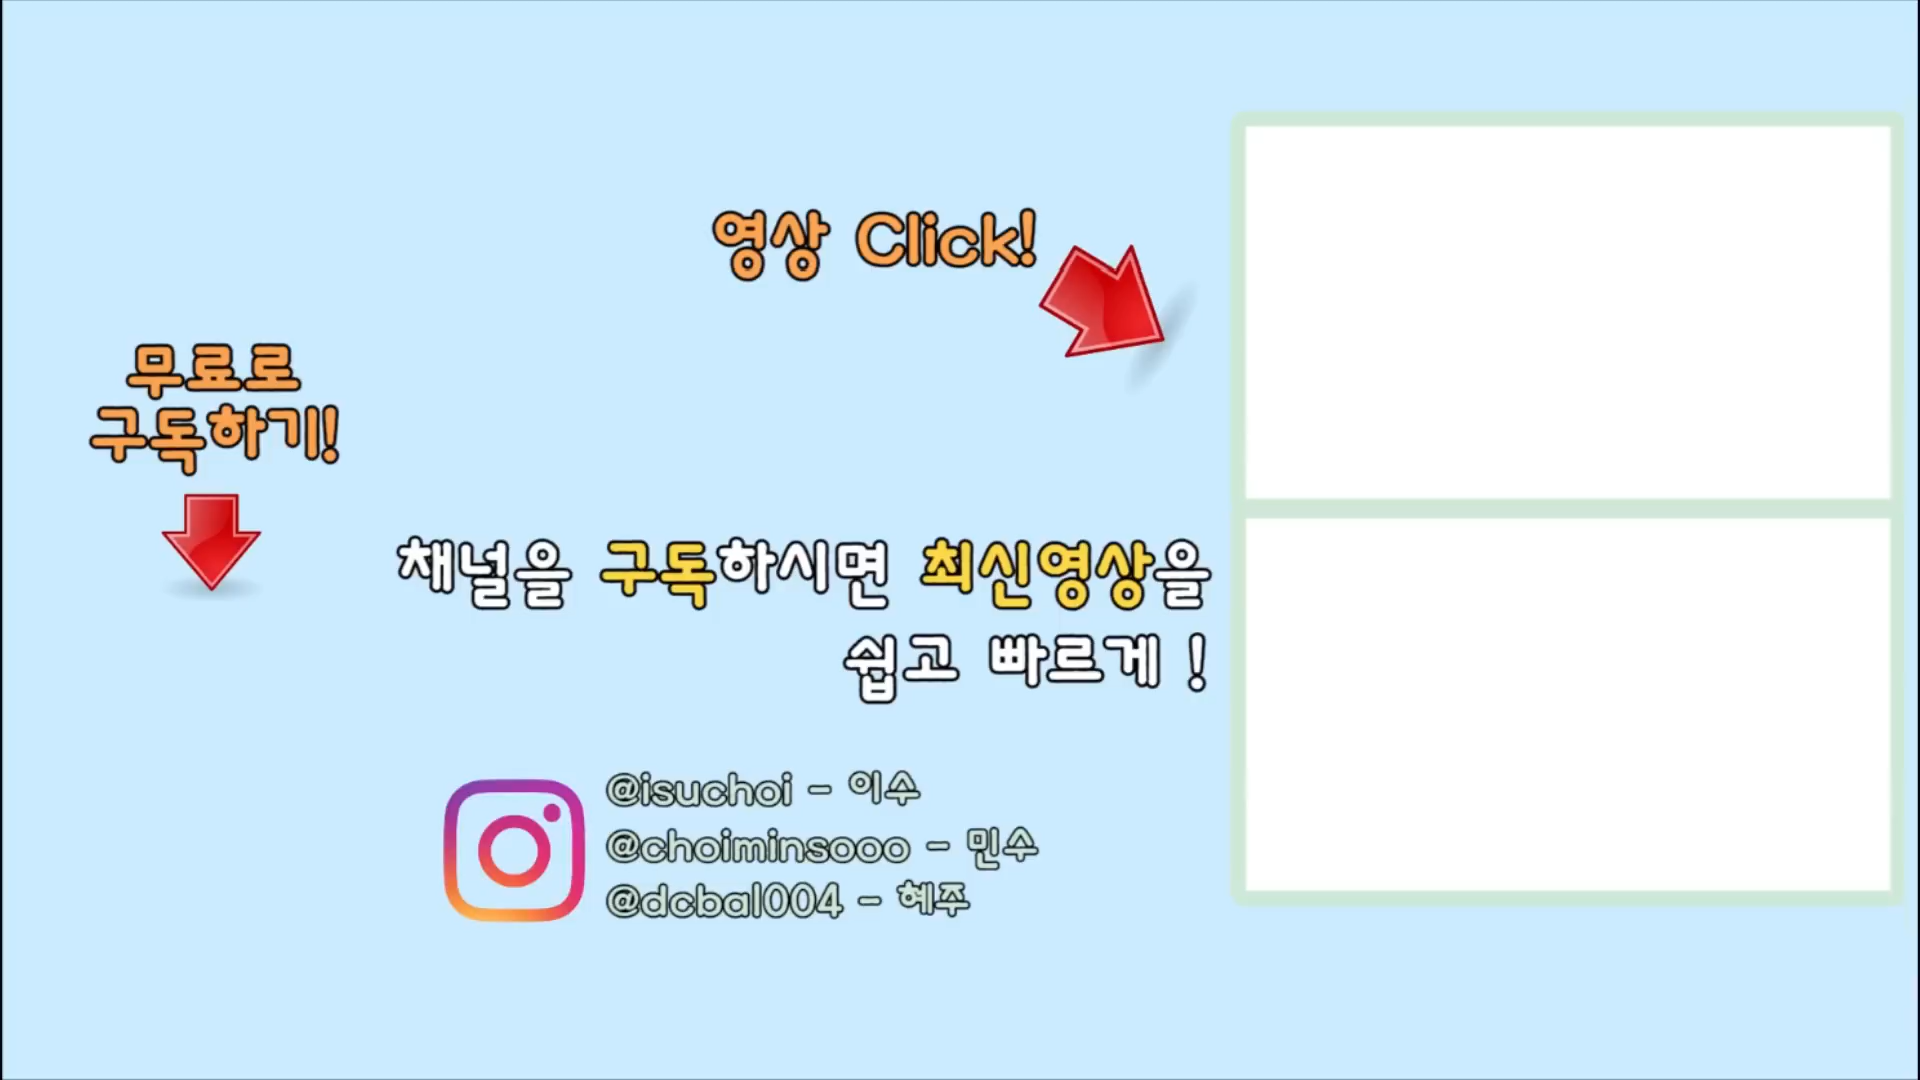 영상 Click!
무료로
구독하기!
채널을 구독하시면 최신영상을
쉽고 빠르게 !
@isuchoi - 이수
@choiminsooo - 민수
@dcbal004 - 혜주